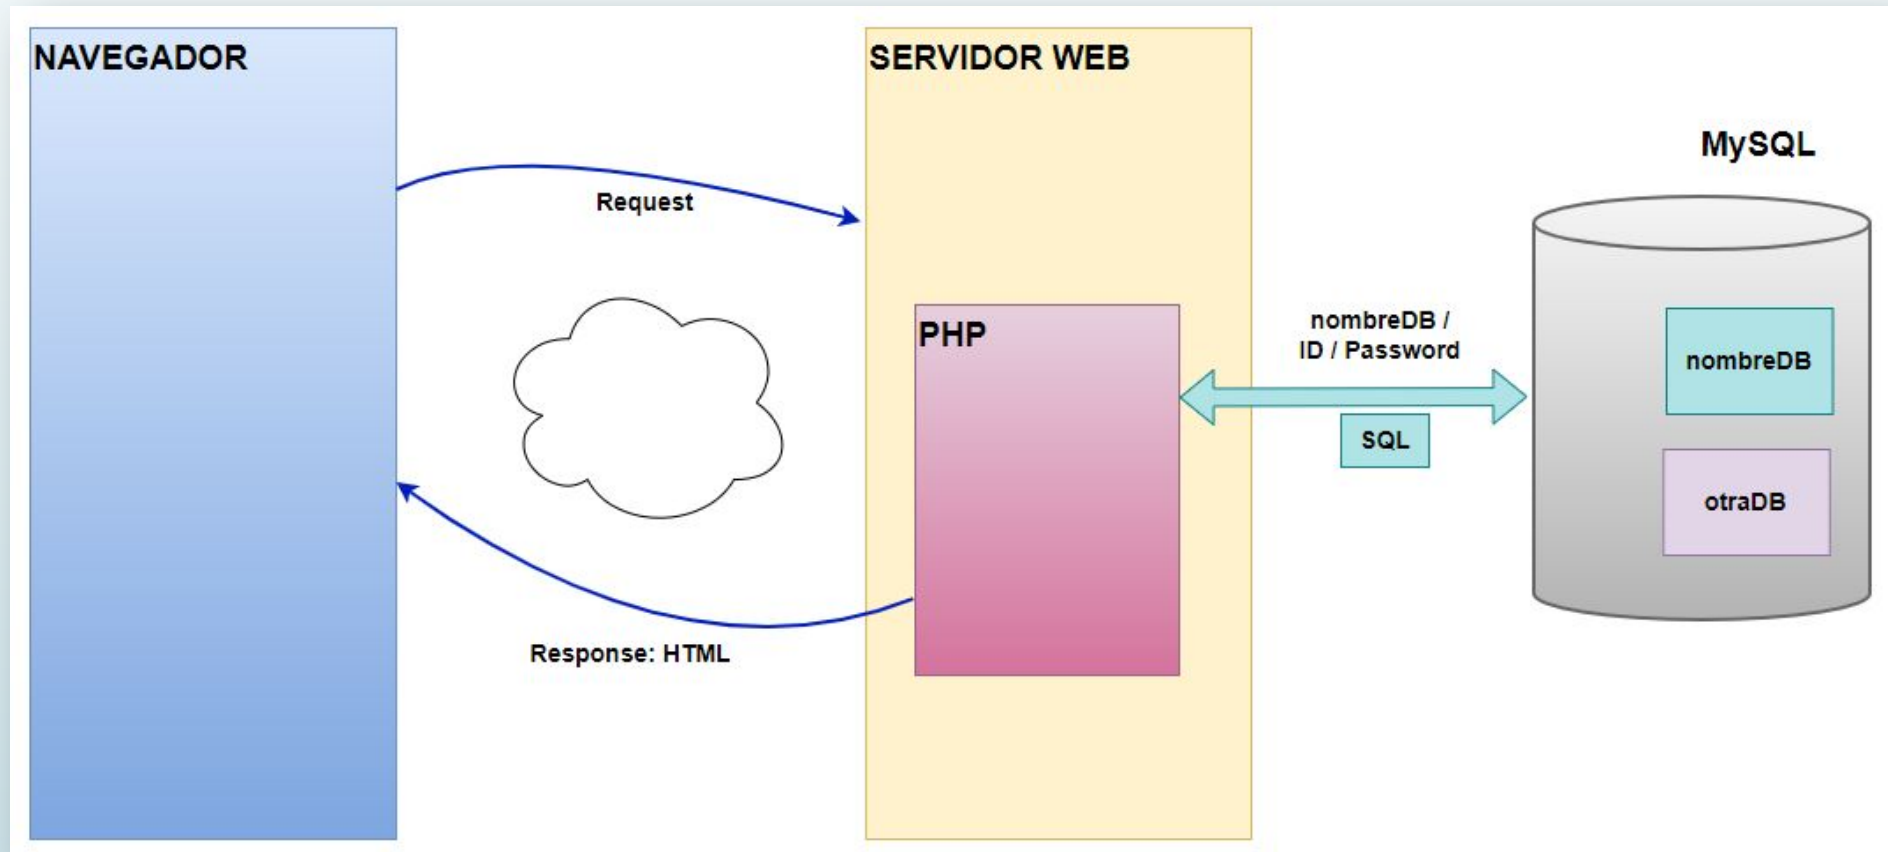 NAVEGADOR
SERVIDOR WEB
MySQL
Request
PHP
nombreDB /
ID / Password
SQL
nombreDB
otraDB
Response: HTML